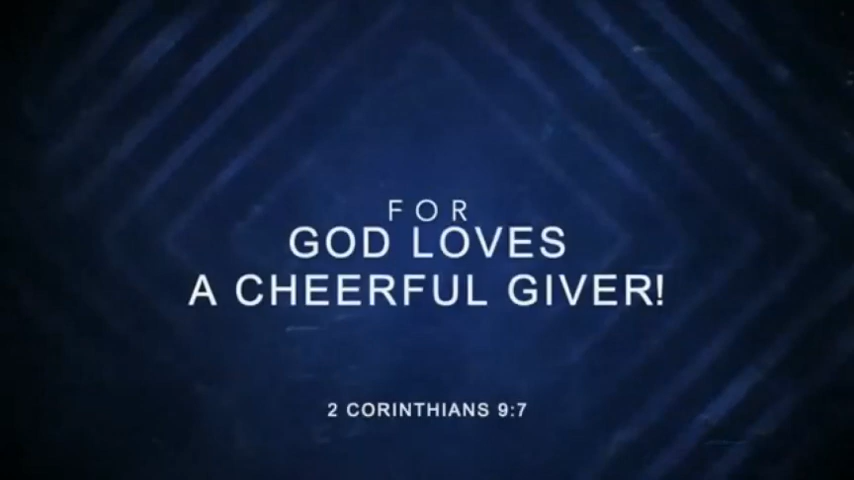 FOR
GOD LOVES
A CHEERFUL GIVER!
2 CORINTHIANS 9:7